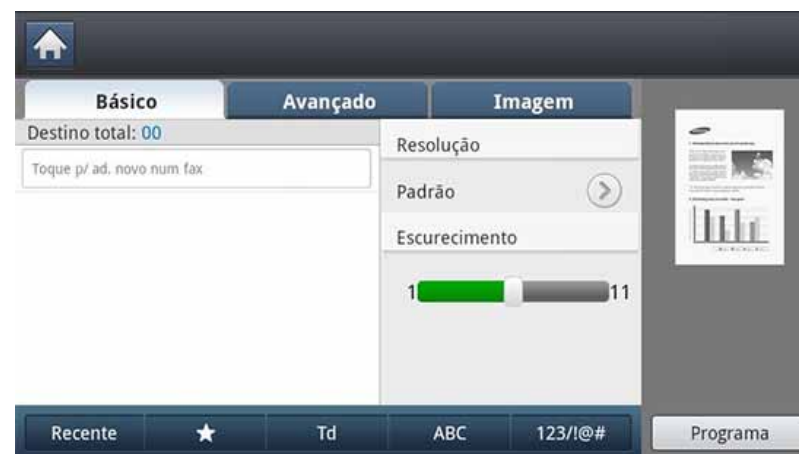 Básico
Avançado
Imagem
Destino total: 00
Toque p/ ad. novo num fax
Resolução
Padrão
Escurecimento
1 11
Recente ★ Td ABC 123/!@#
Programa